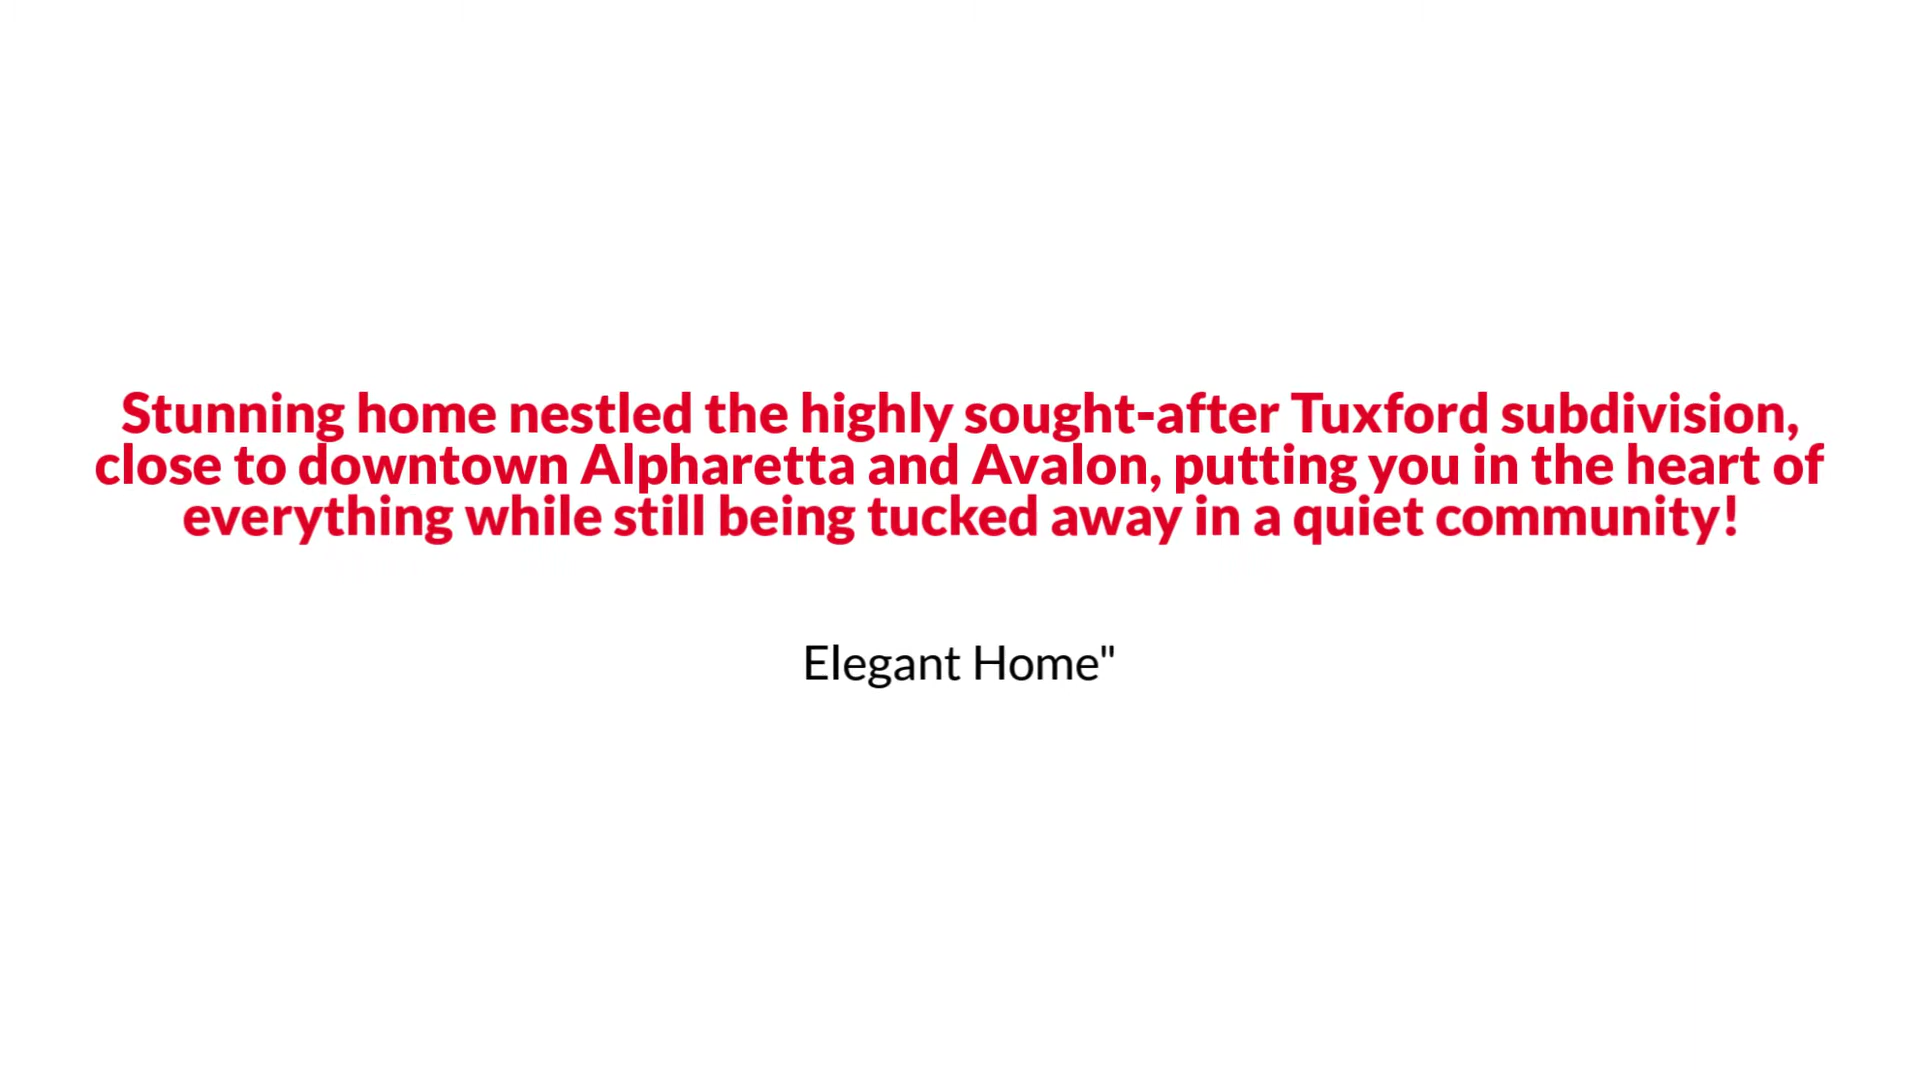 Stunning home nestled the highly sought-after Tuxford subdivision,
close to downtown Alpharetta and Avalon, putting you in the heart of
everything while still being tucked away in a quiet community!
Elegant Home"